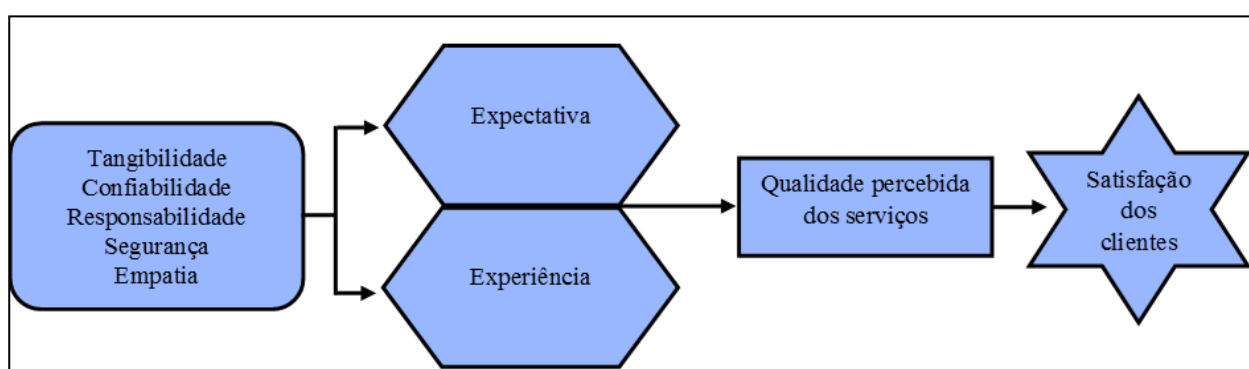 Tangibilidade
Confiabilidade
Responsabilidade
Segurança
Empatia
Expectativa
Experiência
Qualidade percebida
dos serviços
Satisfação
dos
clientes